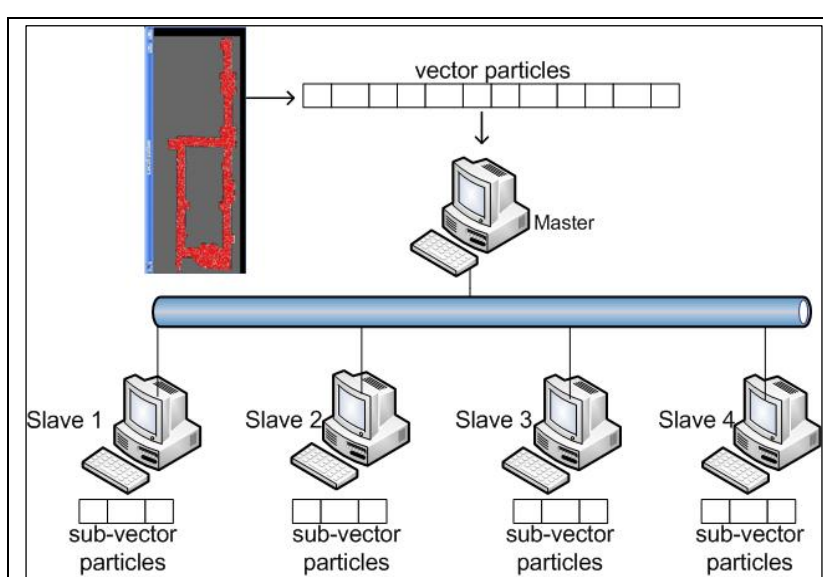 vector particles
Master
Slave 1
Slave 2
Slave 3
Slave 4
sub-vector
particles
sub-vector
particles
sub-vector
particles
sub-vector
particles